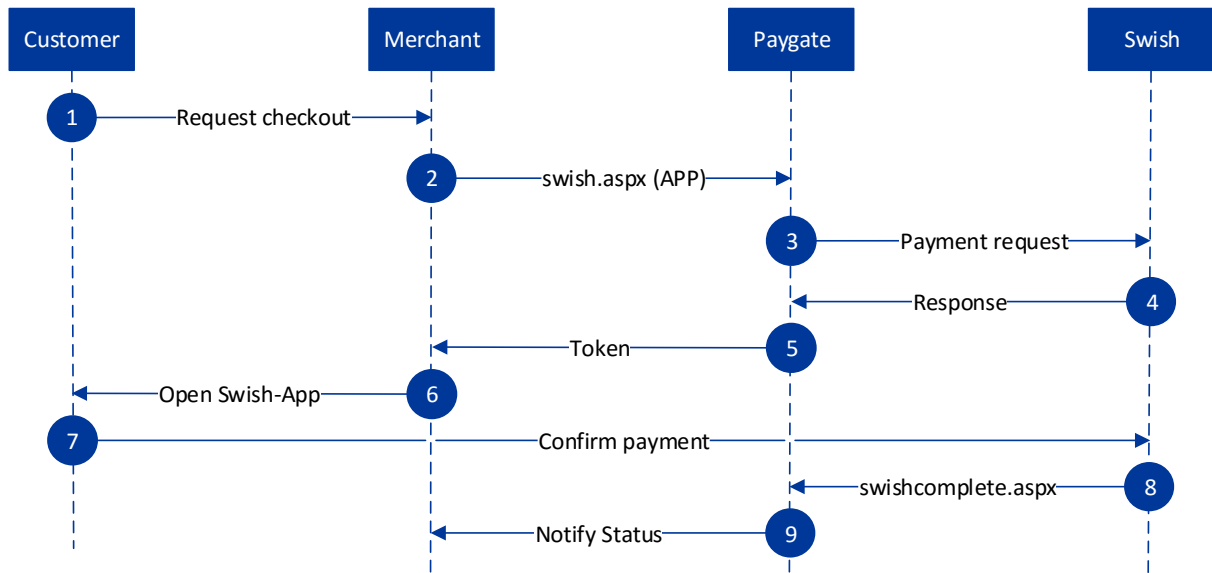 Customer
Merchant
Paygate
Swish
1 Request checkout
2 swish.aspx (APP)
3 Payment request
Response 4
Token 5
Open Swish-App 6
7 Confirm payment
swishcomplete.aspx 8
Notify Status 9